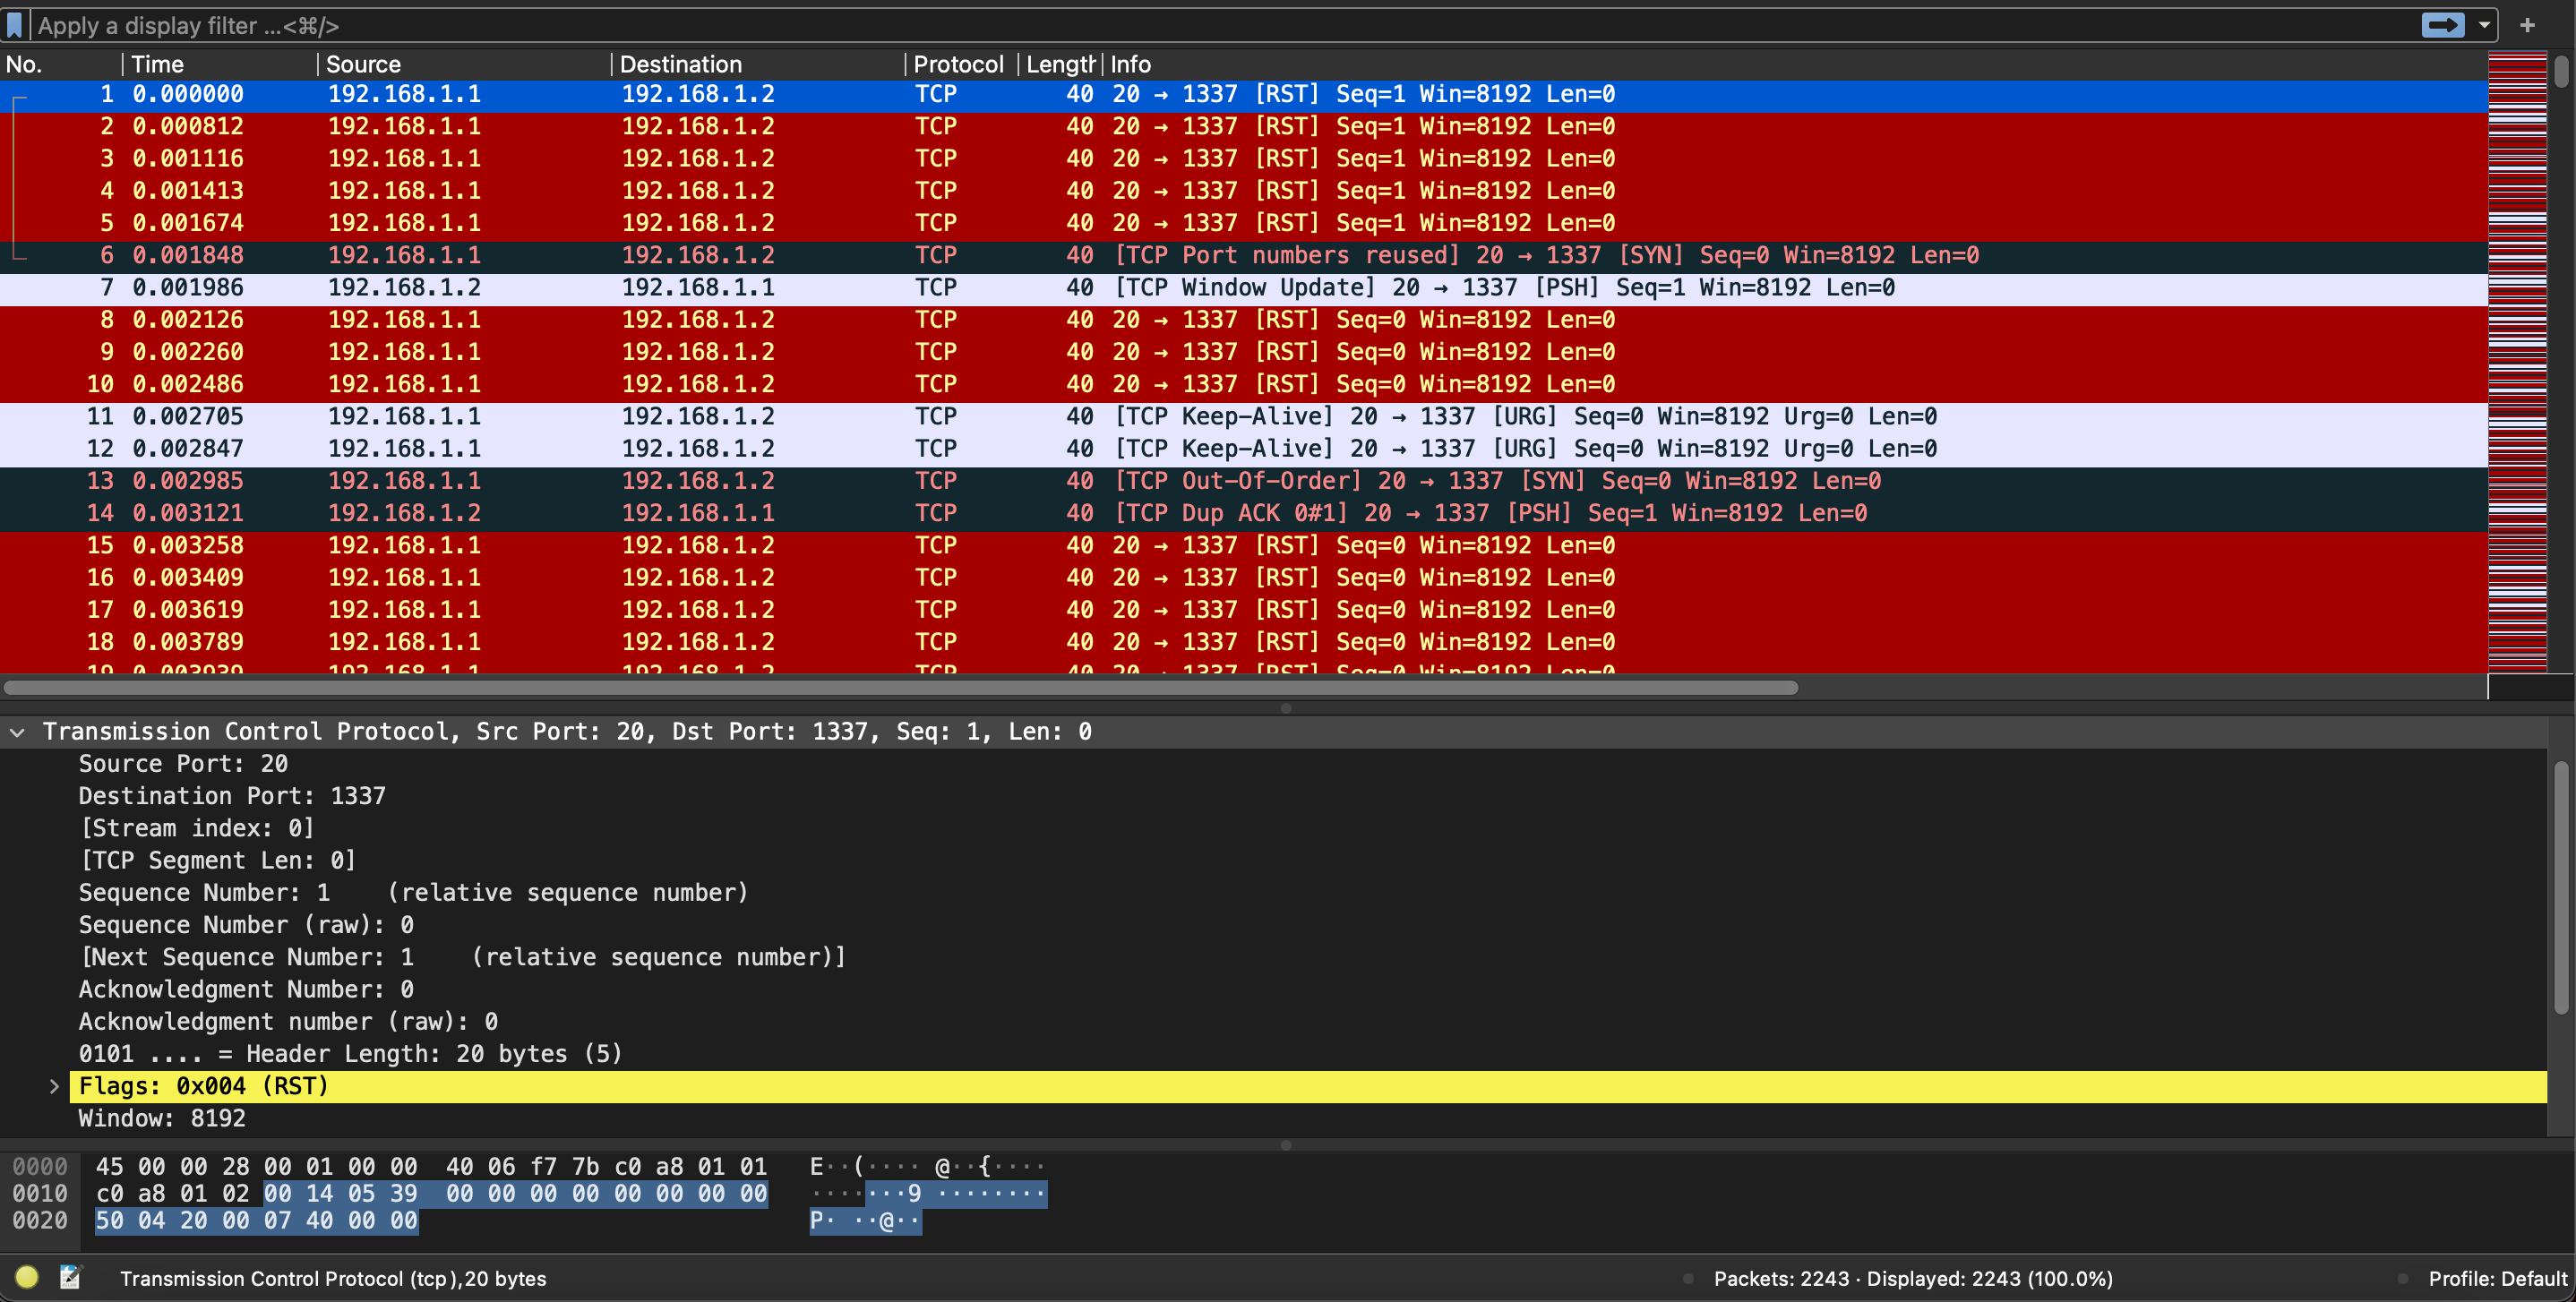 Apply a display filter ...<⌘/>
No. Time Source Destination Protocol Length Info
1 0.000000 192.168.1.1 192.168.1.2 TCP 40 20 → 1337 [RST] Seq=1 Win=8192 Len=0
2 0.000812 192.168.1.1 192.168.1.2 TCP 40 20 → 1337 [RST] Seq=1 Win=8192 Len=0
3 0.001116 192.168.1.1 192.168.1.2 TCP 40 20 → 1337 [RST] Seq=1 Win=8192 Len=0
4 0.001413 192.168.1.1 192.168.1.2 TCP 40 20 → 1337 [RST] Seq=1 Win=8192 Len=0
5 0.001674 192.168.1.1 192.168.1.2 TCP 40 20 → 1337 [RST] Seq=1 Win=8192 Len=0
6 0.001848 192.168.1.1 192.168.1.2 TCP 40 [TCP Port numbers reused] 20 → 1337 [SYN] Seq=0 Win=8192 Len=0
7 0.001986 192.168.1.2 192.168.1.1 TCP 40 [TCP Window Update] 20 → 1337 [PSH] Seq=1 Win=8192 Len=0
8 0.002126 192.168.1.1 192.168.1.2 TCP 40 20 → 1337 [RST] Seq=0 Win=8192 Len=0
9 0.002260 192.168.1.1 192.168.1.2 TCP 40 20 → 1337 [RST] Seq=0 Win=8192 Len=0
10 0.002486 192.168.1.1 192.168.1.2 TCP 40 20 → 1337 [RST] Seq=0 Win=8192 Len=0
11 0.002705 192.168.1.1 192.168.1.2 TCP 40 [TCP Keep-Alive] 20 → 1337 [URG] Seq=0 Win=8192 Urg=0 Len=0
12 0.002847 192.168.1.1 192.168.1.2 TCP 40 [TCP Keep-Alive] 20 → 1337 [URG] Seq=0 Win=8192 Urg=0 Len=0
13 0.002985 192.168.1.1 192.168.1.2 TCP 40 [TCP Out-Of-Order] 20 → 1337 [SYN] Seq=0 Win=8192 Len=0
14 0.003121 192.168.1.2 192.168.1.1 TCP 40 [TCP Dup ACK 0#1] 20 → 1337 [PSH] Seq=1 Win=8192 Len=0
15 0.003258 192.168.1.1 192.168.1.2 TCP 40 20 → 1337 [RST] Seq=0 Win=8192 Len=0
16 0.003409 192.168.1.1 192.168.1.2 TCP 40 20 → 1337 [RST] Seq=0 Win=8192 Len=0
17 0.003619 192.168.1.1 192.168.1.2 TCP 40 20 → 1337 [RST] Seq=0 Win=8192 Len=0
18 0.003789 192.168.1.1 192.168.1.2 TCP 40 20 → 1337 [RST] Seq=0 Win=8192 Len=0
19 0.003939 192.168.1.1 192.168.1.2 TCP 40 20 → 1337 [RST] Seq=0 Win=8192 Len=0
Transmission Control Protocol, Src Port: 20, Dst Port: 1337, Seq: 1, Len: 0
Source Port: 20
Destination Port: 1337
[Stream index: 0]
[TCP Segment Len: 0]
Sequence Number: 1 (relative sequence number)
Sequence Number (raw): 0
[Next Sequence Number: 1 (relative sequence number)]
Acknowledgment Number: 0
Acknowledgment number (raw): 0
0101 .... = Header Length: 20 bytes (5)
Flags: 0x004 (RST)
Window: 8192
0000 45 00 00 28 00 01 00 00 40 06 f7 7b c0 a8 01 01 E··(···· @··{····
0010 c0 a8 01 02 00 14 05 39 00 00 00 00 00 00 00 00 ·······9 ········
0020 50 04 20 00 07 40 00 00 P· ··@··
Transmission Control Protocol (tcp), 20 bytes Packets: 2243 · Displayed: 2243 (100.0%) Profile: Default